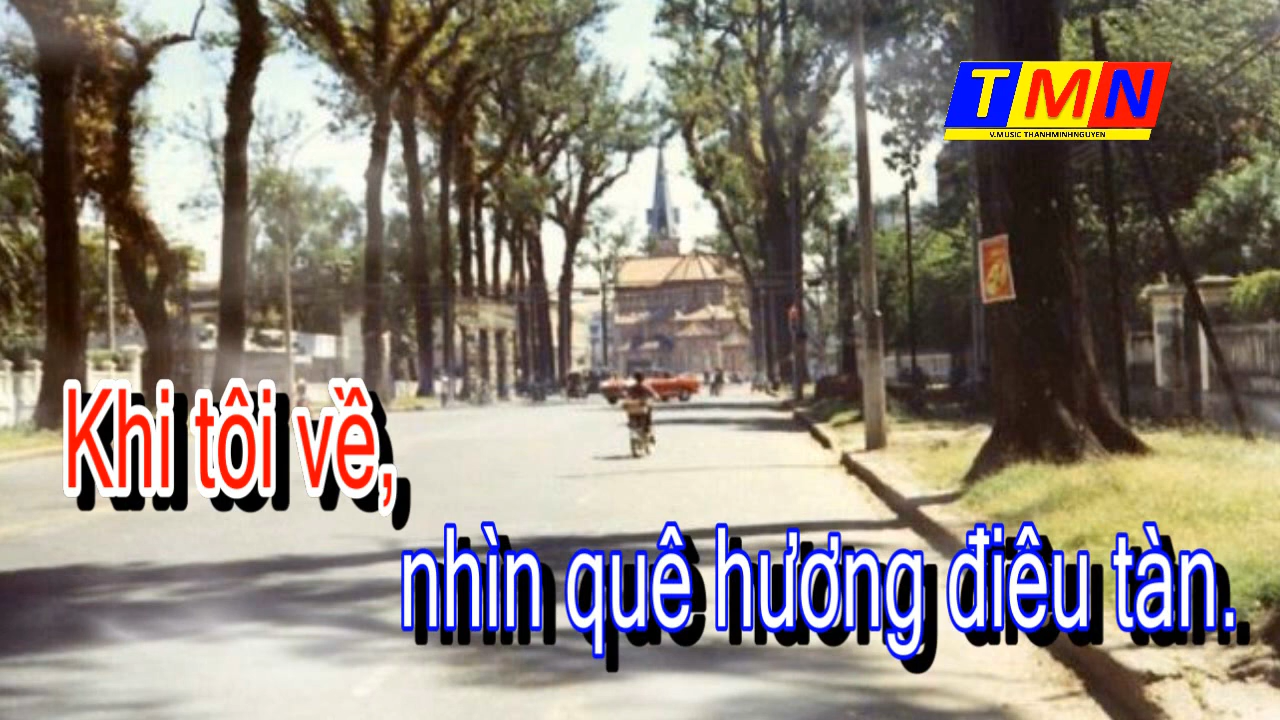 TMN
V.MUSIC THANHMINHNGUYEN
Khi tôi về,
nhìn quê hương điêu tàn.